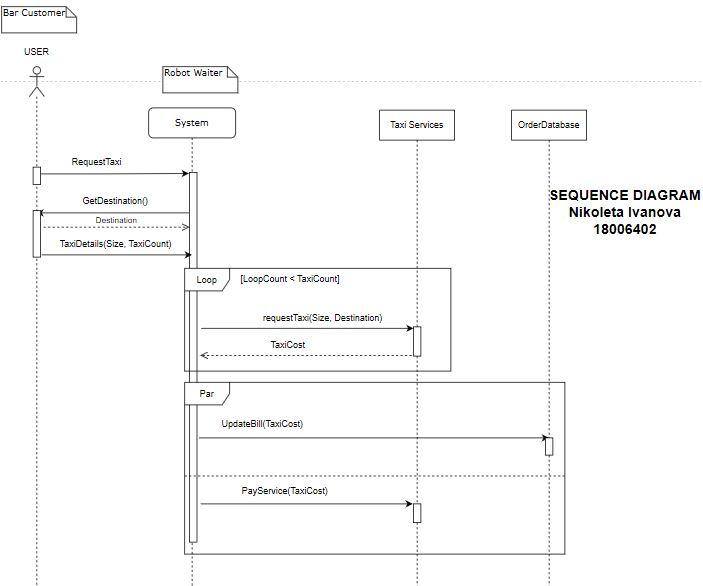 Bar Customer
USER
Robot Waiter
System
Taxi Services
OrderDatabase
RequestTaxi
SEQUENCE DIAGRAM
Nikoleta Ivanova
18006402
GetDestination()
Destination
TaxiDetails(Size, TaxiCount)
Loop
[LoopCount < TaxiCount]
requestTaxi(Size, Destination)
TaxiCost
Par
UpdateBill(TaxiCost)
PayService(TaxiCost)